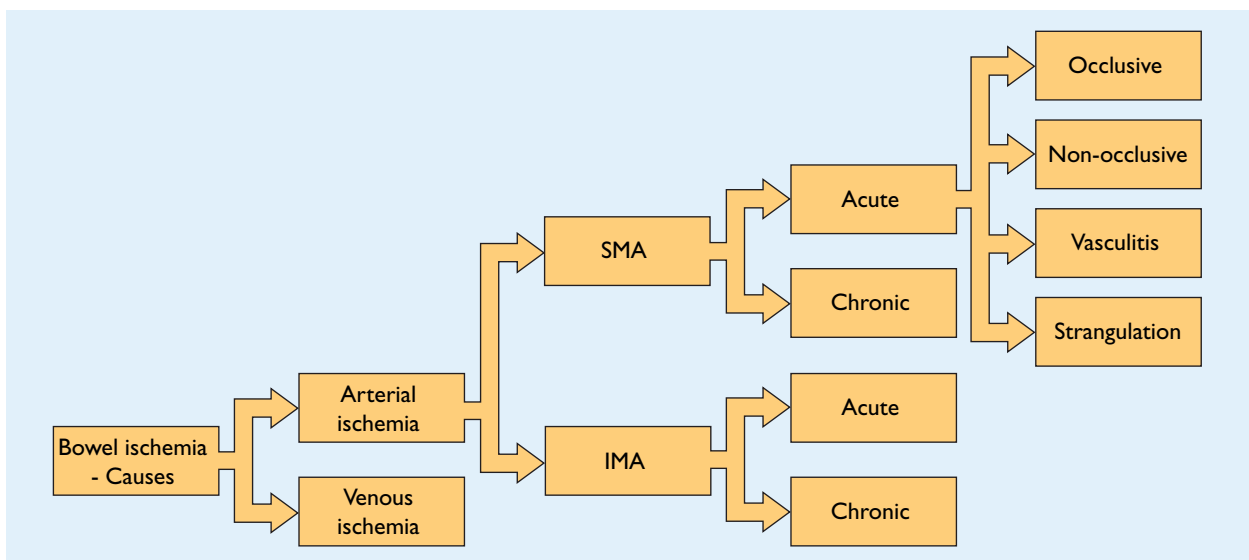 Bowel ischemia
- Causes
Arterial
ischemia
Venous
ischemia
SMA
IMA
Acute
Chronic
Acute
Chronic
Occlusive
Non-occlusive
Vasculitis
Strangulation